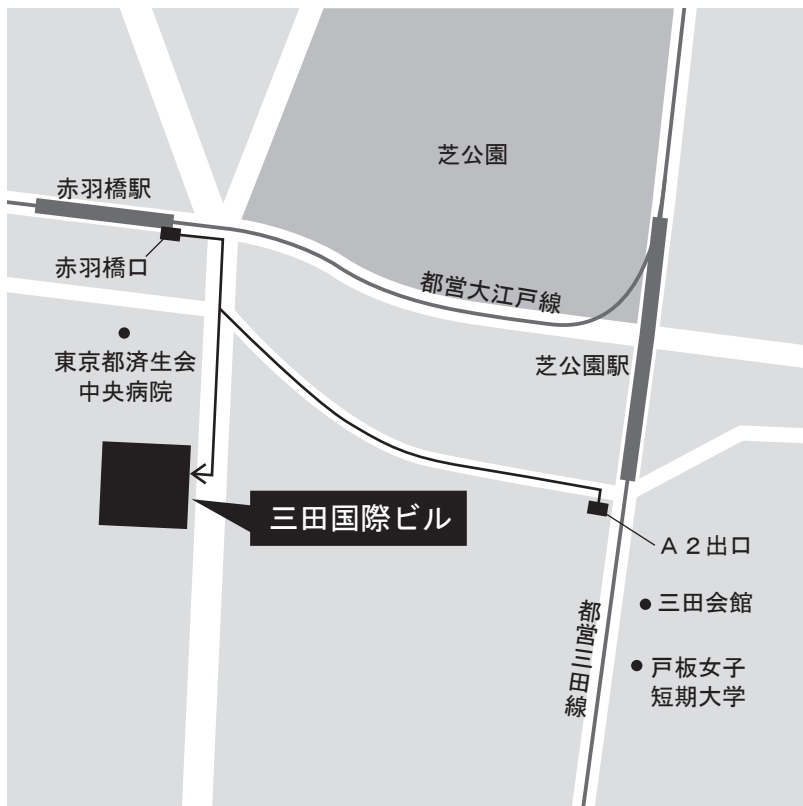 芝公園
赤羽橋駅
赤羽橋口
都営大江戸線
東京都済生会
中央病院
芝公園駅
三田国際ビル
A2出口
三田会館
都営三田線
戸板女子
短期大学